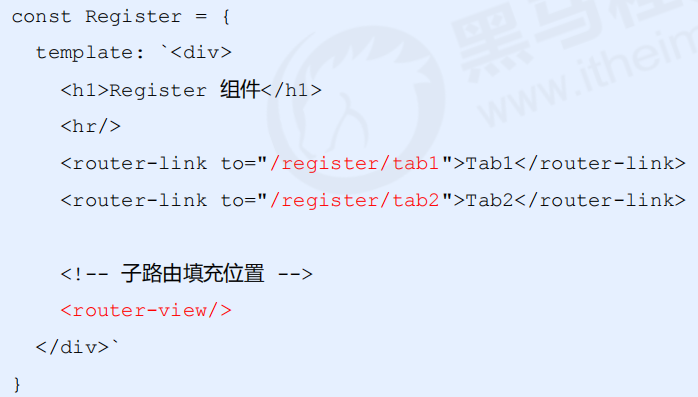 const Register = {
template: `<div>
<h1>Register 组件</h1>
<hr/>
<router-link to="/register/tab1">Tab1</router-link>
<router-link to="/register/tab2">Tab2</router-link>
<!-- 子路由填充位置 -->
<router-view/>
</div>`
}
黑马程
www.itheim